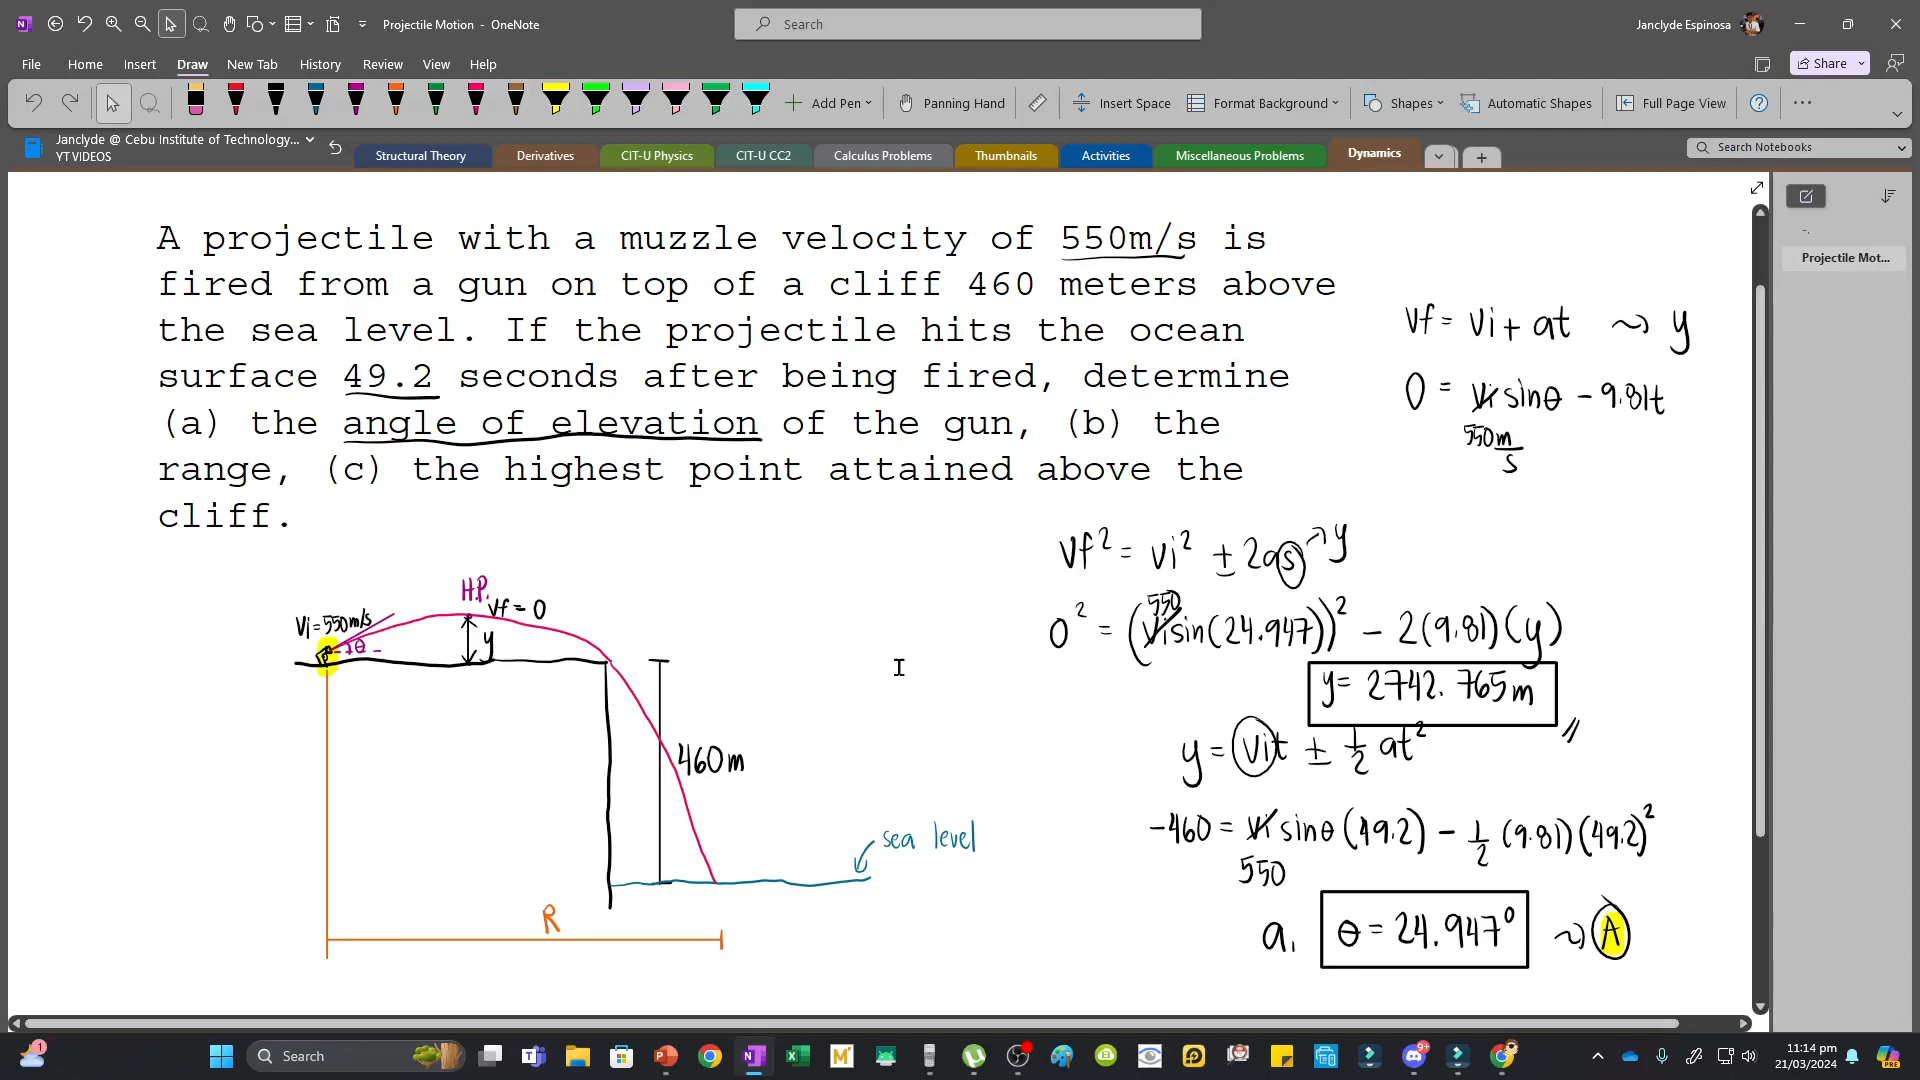 Projectile Motion - OneNote
Search
Janclyde Espinosa
File Home Insert Draw New Tab History Review View Help
Share
Add Pen
Panning Hand
Insert Space
Format Background
Shapes
Automatic Shapes
Full Page View
Janclyde @ Cebu Institute of Technology...
YT VIDEOS
Structural Theory
Derivatives
CIT-U Physics
CIT-U CC2
Calculus Problems
Thumbnails
Activities
Miscellaneous Problems
Dynamics
Search Notebooks
Projectile Mot...
A projectile with a muzzle velocity of 550m/s is
fired from a gun on top of a cliff 460 meters above
the sea level. If the projectile hits the ocean
surface 49.2 seconds after being fired, determine
(a) the angle of elevation of the gun, (b) the
range, (c) the highest point attained above the
cliff.
Vf = Vi + at ~> y
0 = Vi sinθ - 9.81t
550 m/s
Vf² = Vi² ± 2as → y
0² = (Vi sin(24.947))² - 2(9.81)(y)
550
y = 2742.765m
y = Vit ± 1/2 at²
-460 = Vi sinθ (49.2) - 1/2 (9.81)(49.2)²
550
a. θ = 24.947° ~> A
H.P.
Vf = 0
Vi = 550m/s
θ
y
460m
sea level
R
Search
11:14 pm
21/03/2024